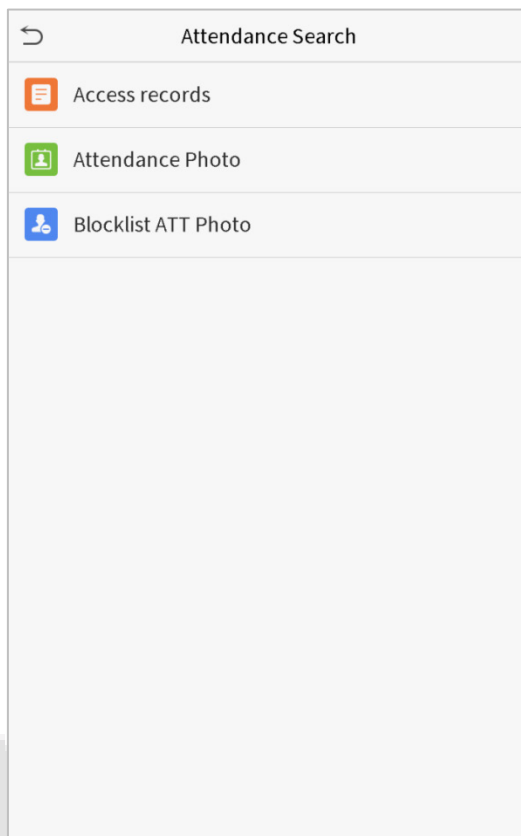 Attendance Search
Access records
Attendance Photo
Blocklist ATT Photo